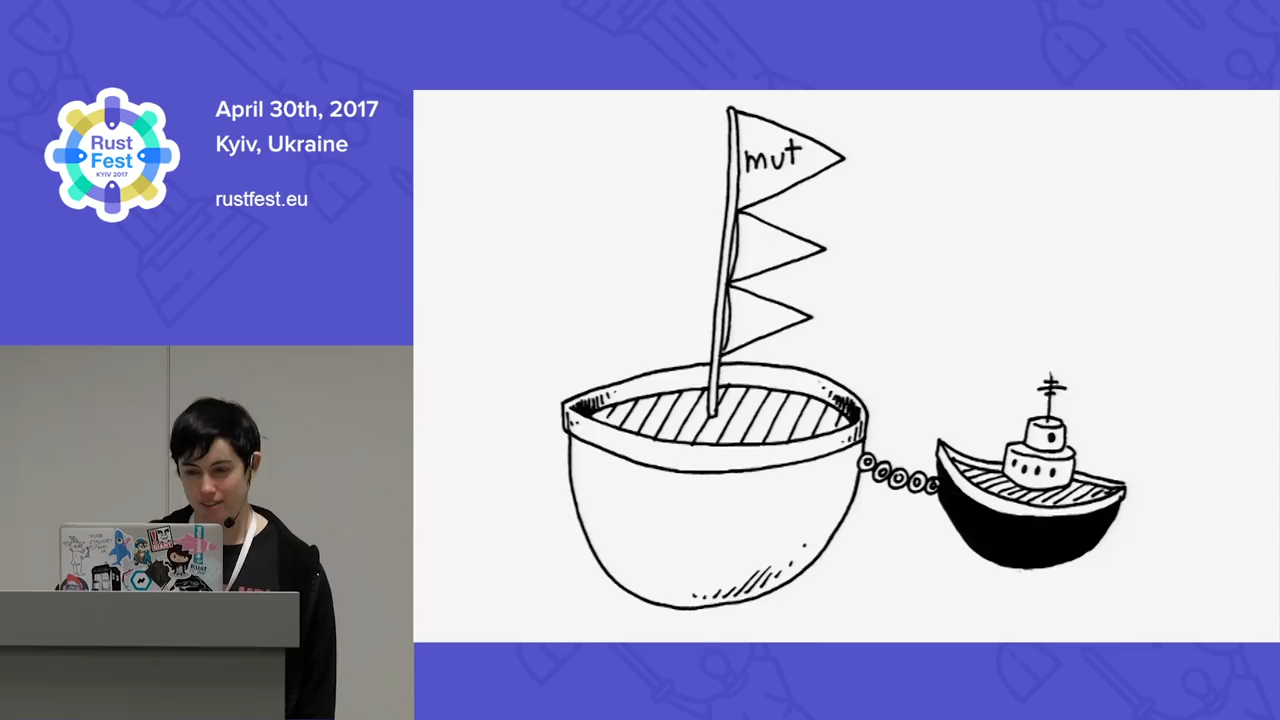 Rust
Fest
KYIV 2017
April 30th, 2017
Kyiv, Ukraine
rustfest.eu
mut